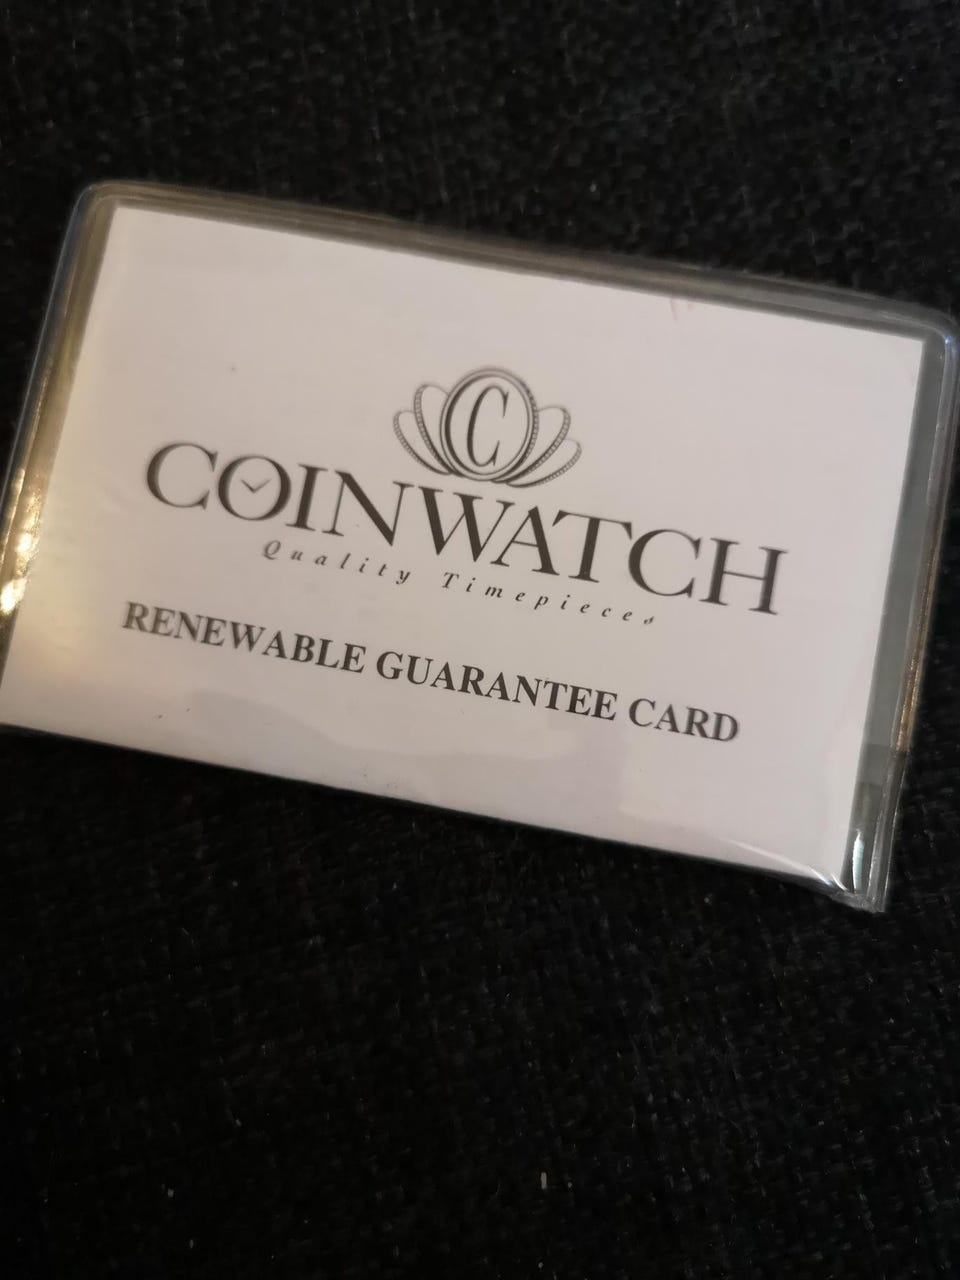 C
COINWATCH
Quality Timepieces
RENEWABLE GUARANTEE CARD